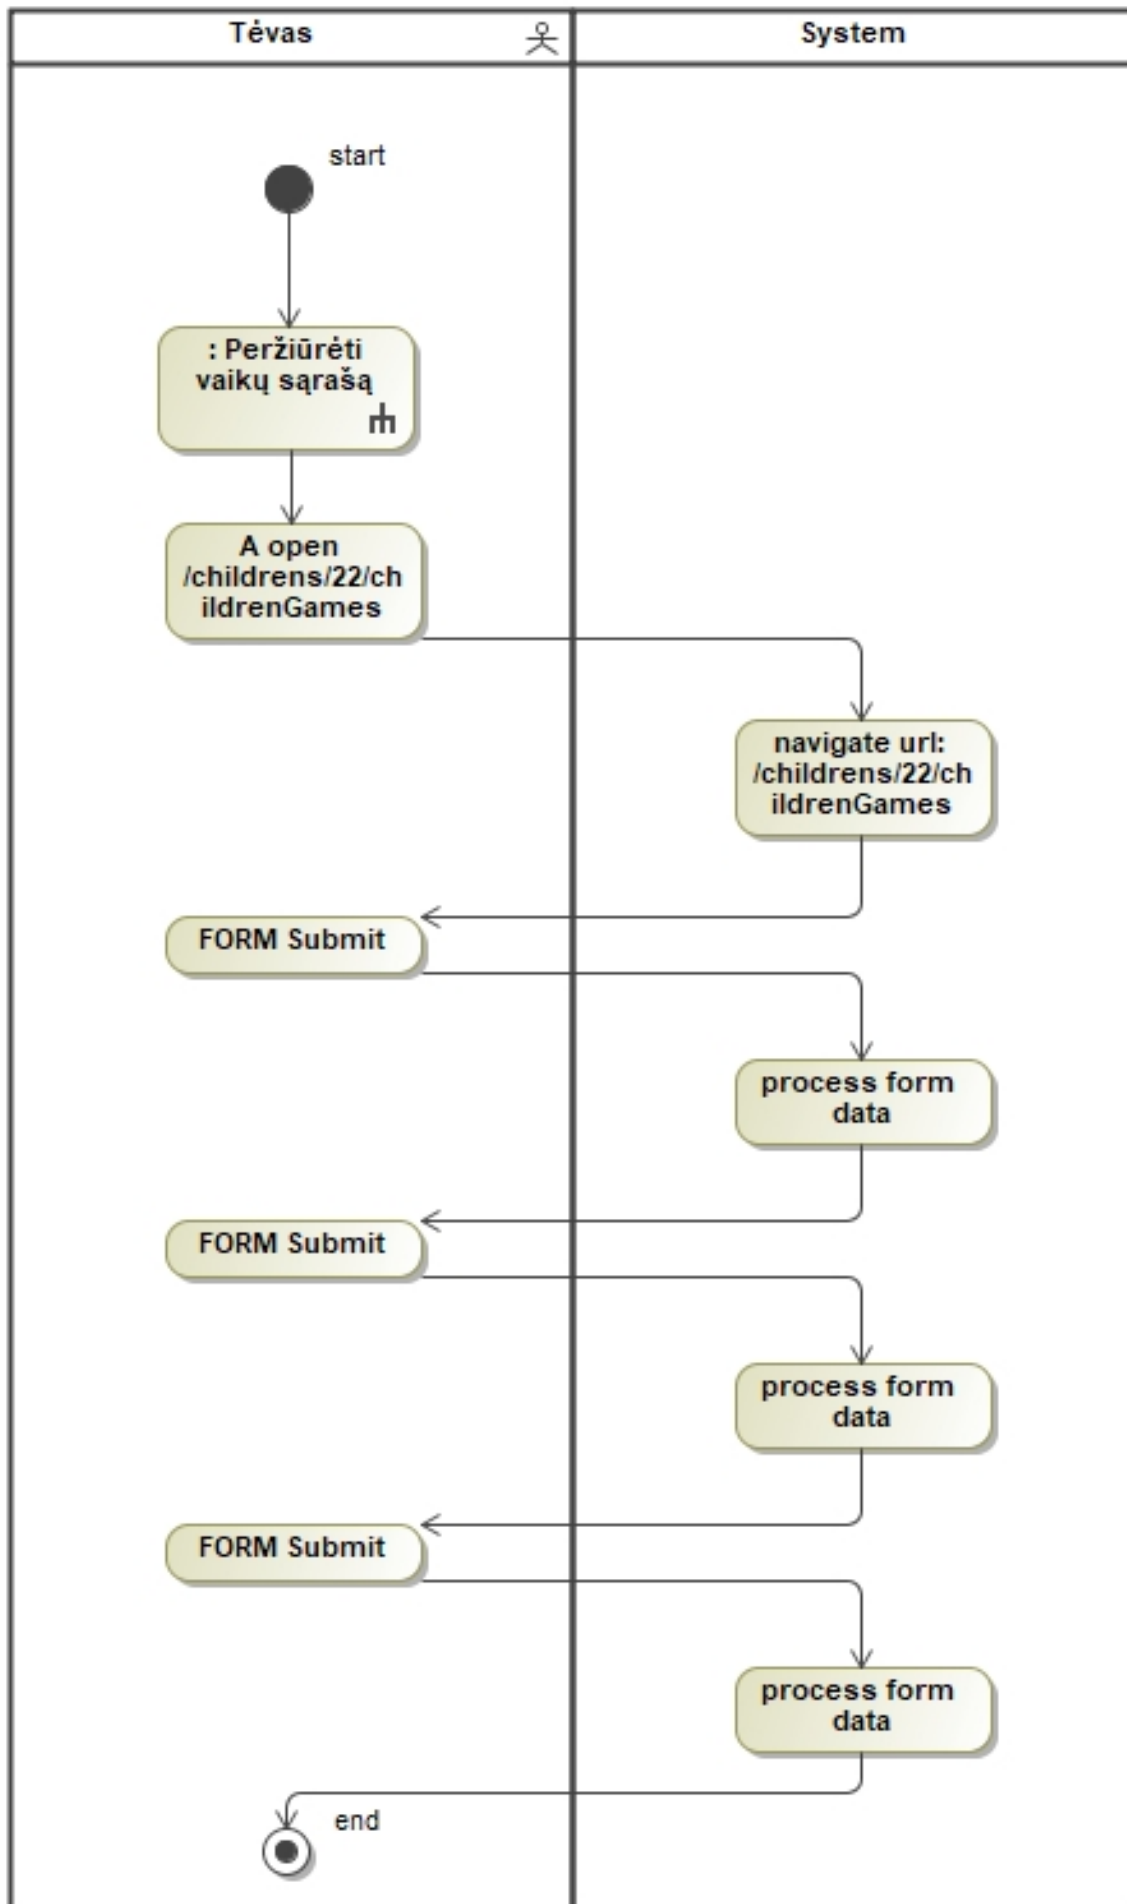 Tėvas
System
start
: Peržiūrėti
vaikų sąrašą
A open
/childrens/22/ch
ildrenGames
navigate url:
/childrens/22/ch
ildrenGames
FORM Submit
process form
data
FORM Submit
process form
data
FORM Submit
process form
data
end